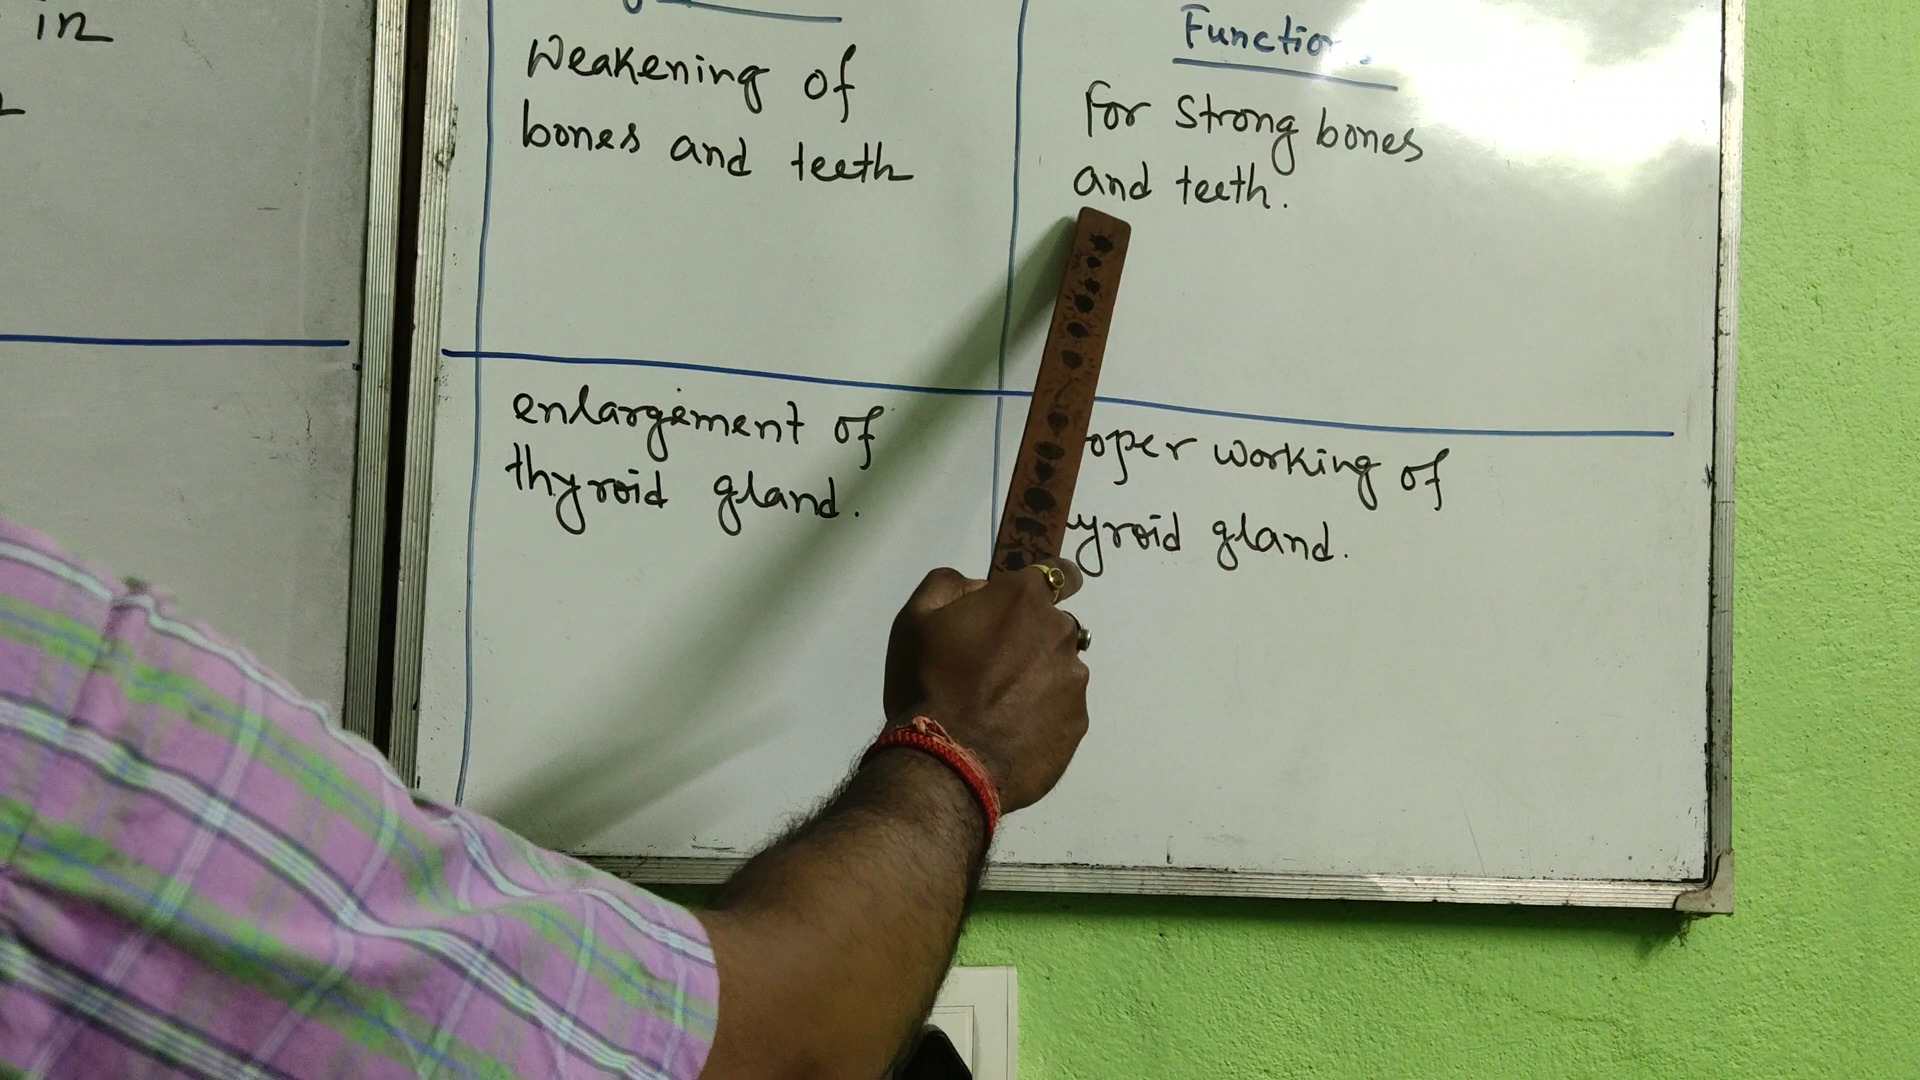 in
Weakening of
bones and teeth
Function
For strong bones
and teeth.
enlargement of
thyroid gland.
oper working of
yroid gland.